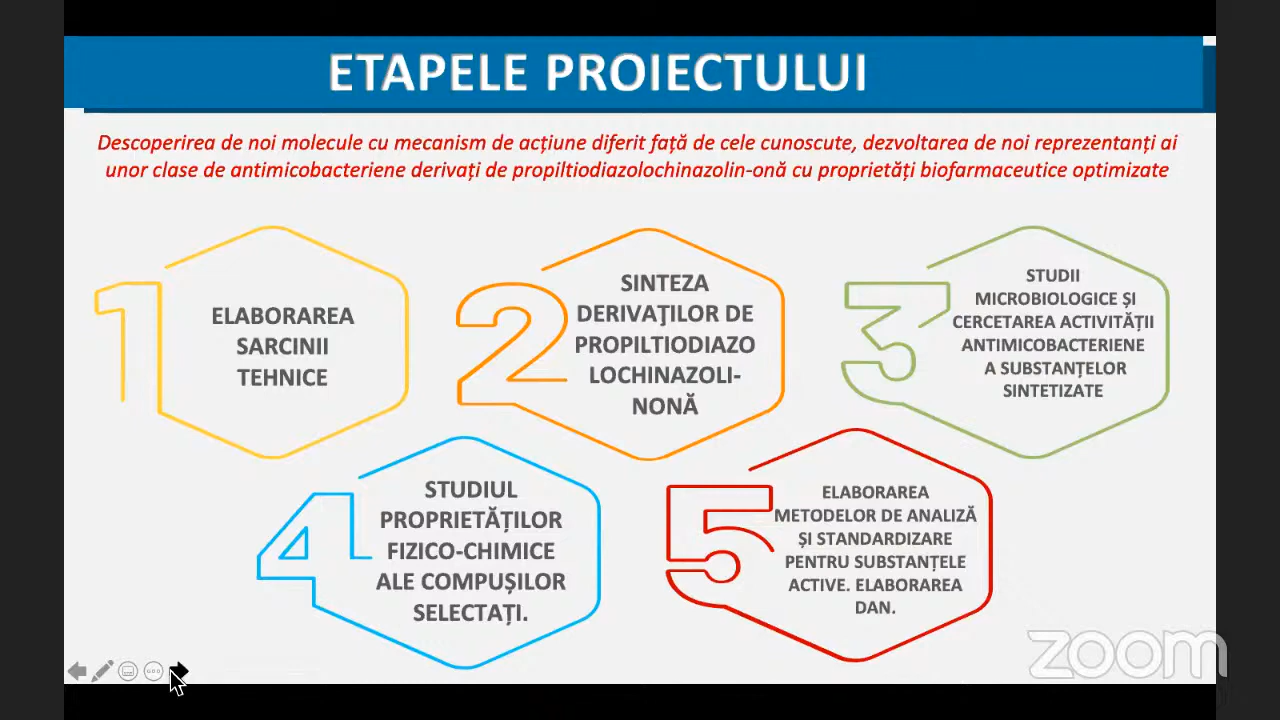 ETAPELE PROIECTULUI
Descoperirea de noi molecule cu mecanism de acțiune diferit față de cele cunoscute, dezvoltarea de noi reprezentanți ai
unor clase de antimicobacteriene derivați de propiltiodiazolochinazolin-onă cu proprietăți biofarmaceutice optimizate
1
ELABORAREA
SARCINII
TEHNICE
2
SINTEZA
DERIVAŢILOR DE
PROPILTIODIAZO
LOCHINAZOLI-
NONĂ
3
STUDII
MICROBIOLOGICE ȘI
CERCETAREA ACTIVITĂȚII
ANTIMICOBACTERIENE
A SUBSTANȚELOR
SINTETIZATE
4
STUDIUL
PROPRIETĂȚILOR
FIZICO-CHIMICE
ALE COMPUȘILOR
SELECTAȚI.
5
ELABORAREA
METODELOR DE ANALIZĂ
ȘI STANDARDIZARE
PENTRU SUBSTANȚELE
ACTIVE. ELABORAREA
DAN.
zoom